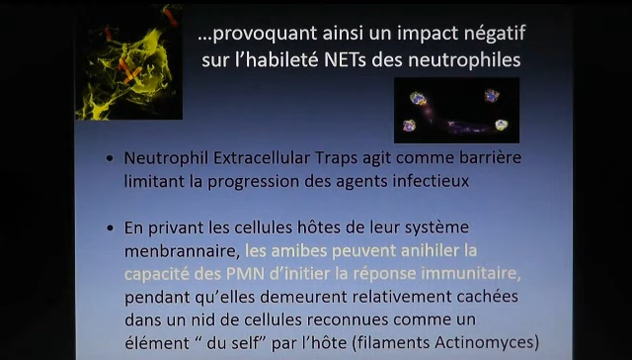 ...provoquant ainsi un impact négatif
sur l'habileté NETs des neutrophiles
• Neutrophil Extracellular Traps agit comme barrière
limitant la progression des agents infectieux
• En privant les cellules hôtes de leur système
menbrannaire, les amibes peuvent anihiler la
capacité des PMN d'initier la réponse immunitaire,
pendant qu'elles demeurent relativement cachées
dans un nid de cellules reconnues comme un
élément “ du self” par l'hôte (filaments Actinomyces)